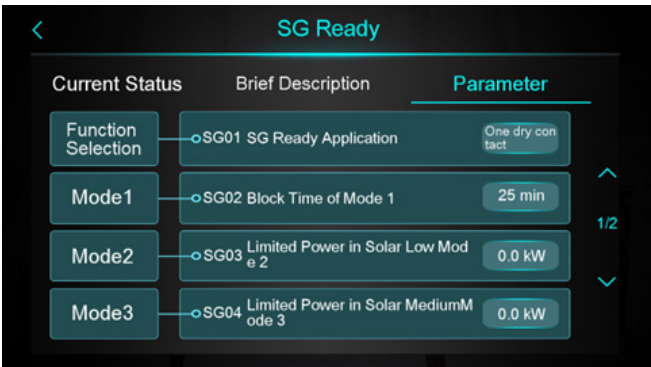 SG Ready
Current Status
Brief Description
Parameter
Function
Selection
SG01 SG Ready Application
One dry con
tact
Mode1
SG02 Block Time of Mode 1
25 min
1/2
Mode2
SG03 Limited Power in Solar Low Mod
e 2
0.0 kW
Mode3
SG04 Limited Power in Solar MediumM
ode 3
0.0 kW